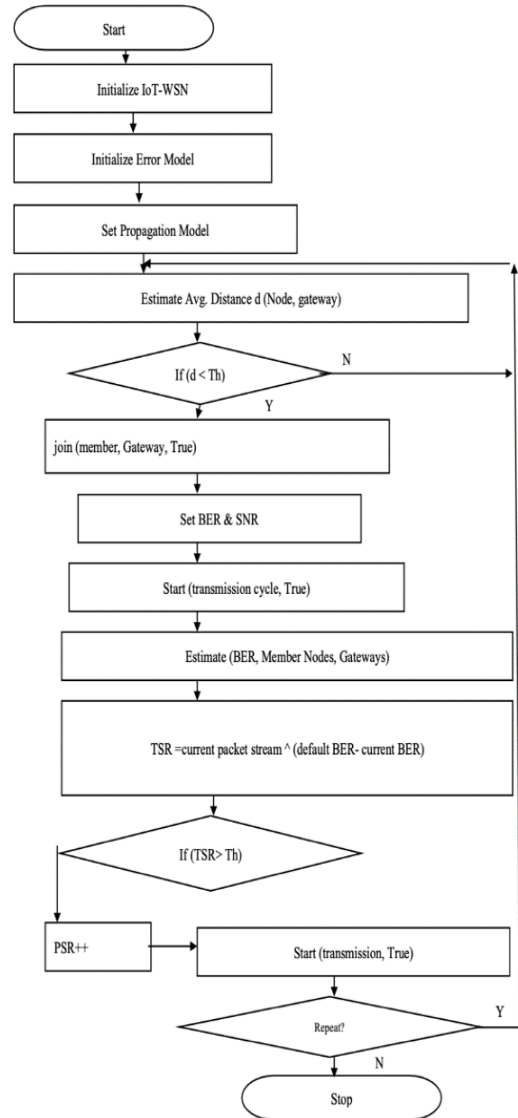 Start
Initialize IoT-WSN
Initialize Error Model
Set Propagation Model
Estimate Avg. Distance d (Node, gateway)
If (d < Th)
N
Y
join (member, Gateway, True)
Set BER & SNR
Start (transmission cycle, True)
Estimate (BER, Member Nodes, Gateways)
TSR =current packet stream ^ (default BER- current BER)
If (TSR> Th)
PSR++
Start (transmission, True)
Repeat?
Y
N
Stop